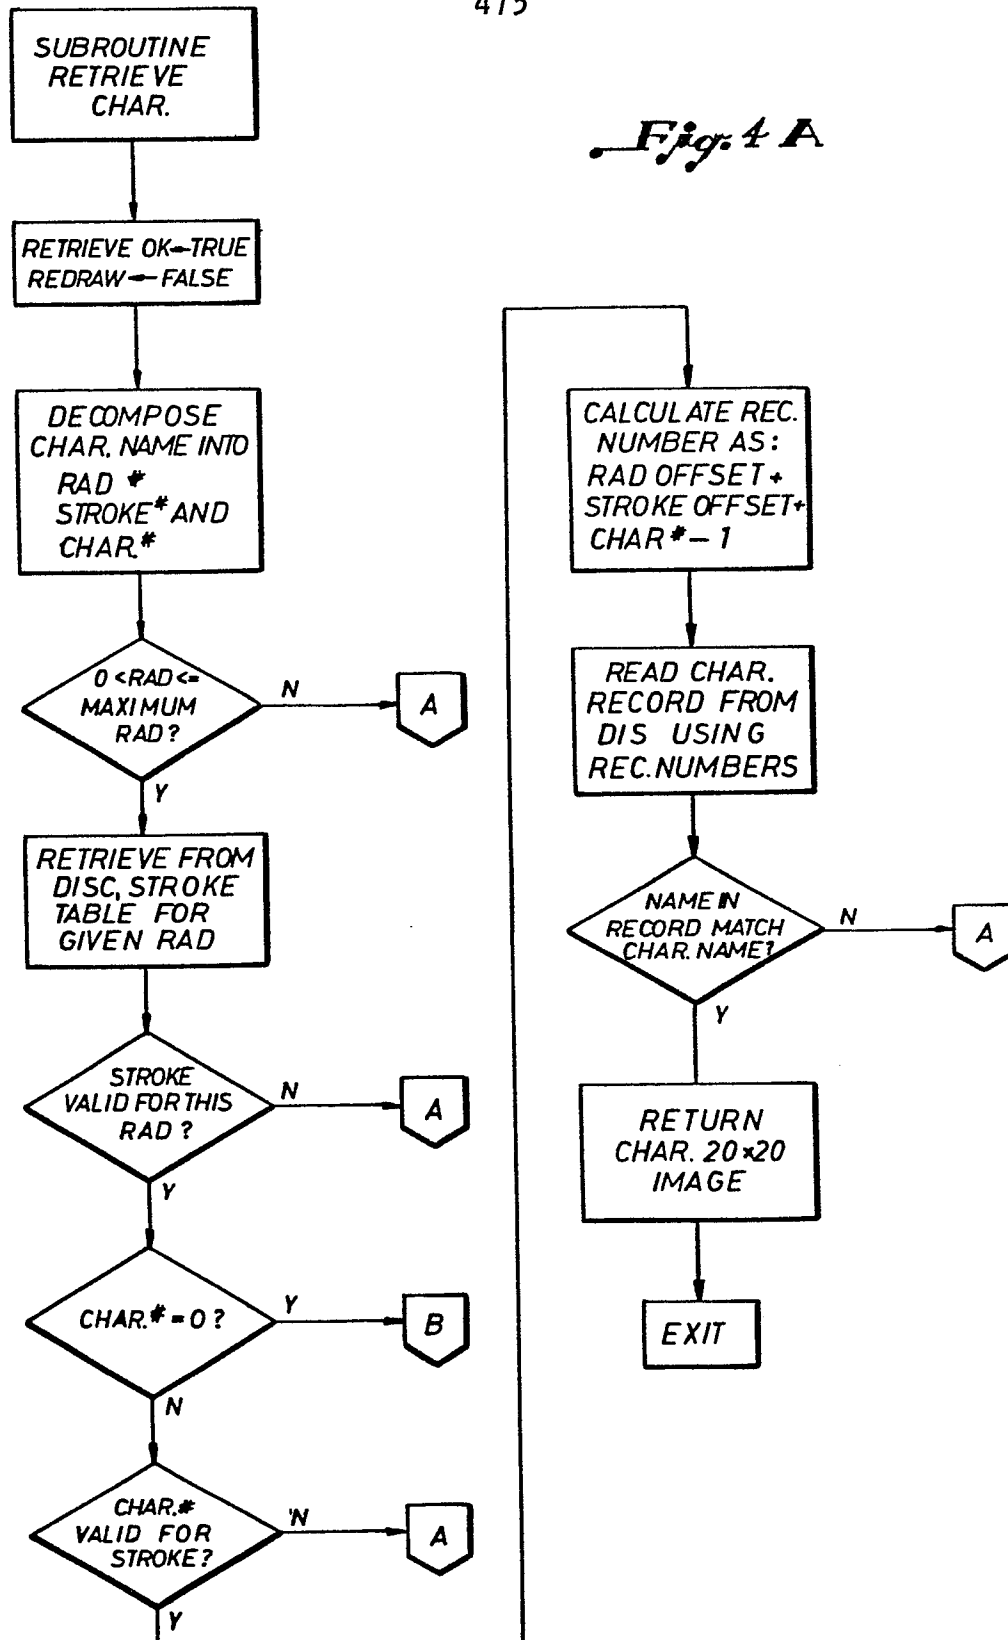 4/5
Fig. 4 A
SUBROUTINE
RETRIEVE
CHAR.
RETRIEVE OK←TRUE
REDRAW←FALSE
DECOMPOSE
CHAR. NAME INTO
RAD #
STROKE# AND
CHAR.#
0 <RAD <=
MAXIMUM
RAD?
N
A
Y
RETRIEVE FROM
DISC, STROKE
TABLE FOR
GIVEN RAD
STROKE
VALID FOR THIS
RAD ?
N
A
Y
CHAR.# = 0 ?
Y
B
N
CHAR.#
VALID FOR
STROKE?
N
A
Y
CALCULATE REC.
NUMBER AS:
RAD OFFSET +
STROKE OFFSET+
CHAR # - 1
READ CHAR.
RECORD FROM
DIS USING
REC. NUMBERS
NAME IN
RECORD MATCH
CHAR. NAME?
N
A
Y
RETURN
CHAR. 20×20
IMAGE
EXIT